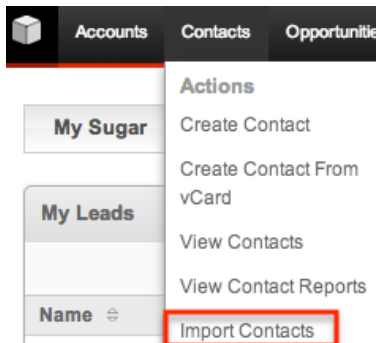 Accounts Contacts Opportunitie
Actions
My Sugar
Create Contact
Create Contact From
vCard
My Leads
View Contacts
View Contact Reports
Name
Import Contacts